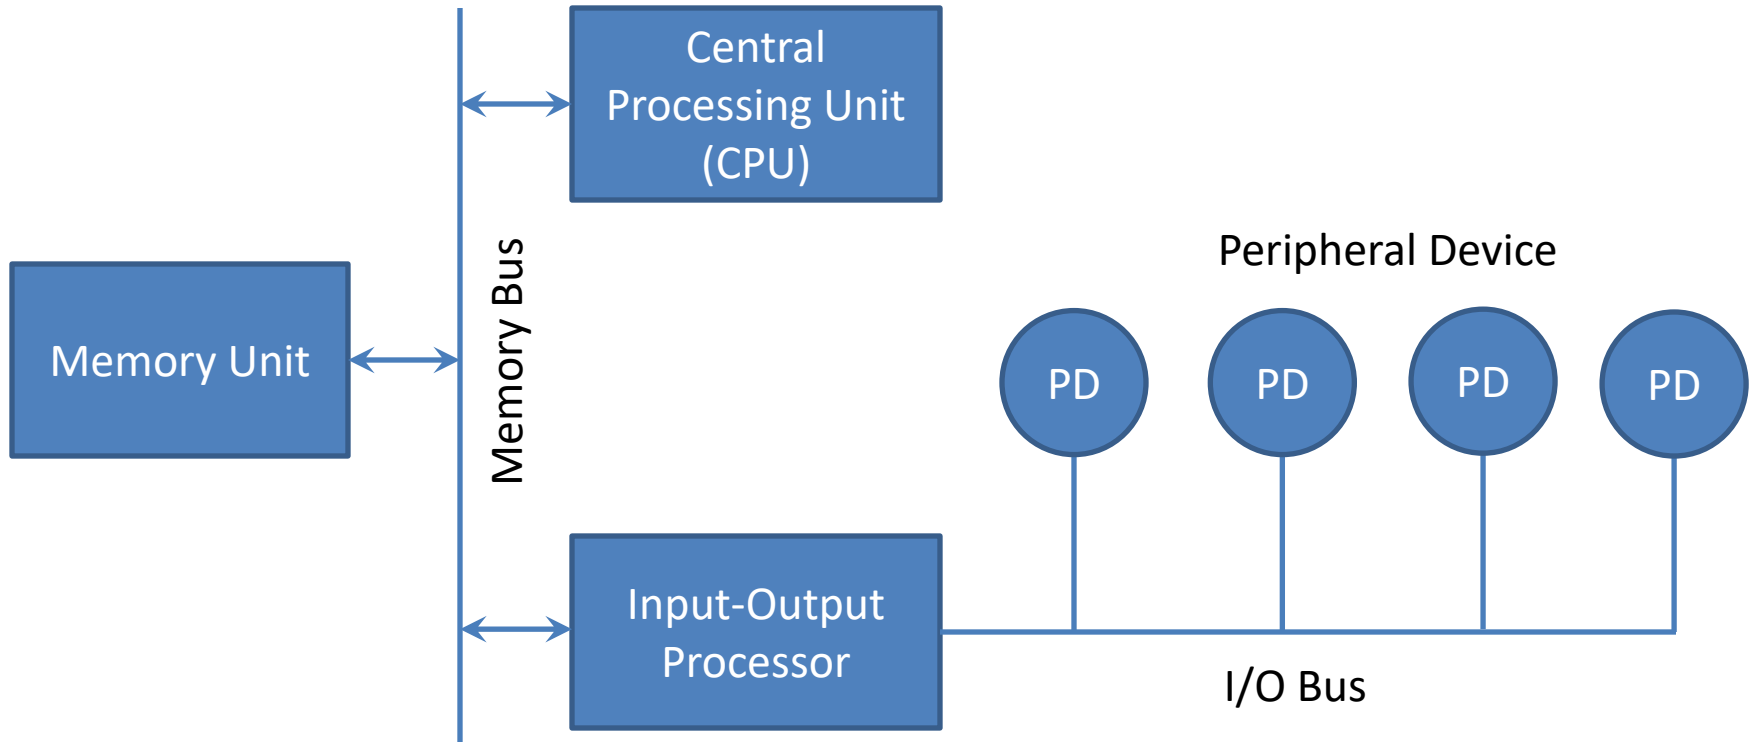 Central
Processing Unit
(CPU)
Memory Unit
Memory Bus
Peripheral Device
PD
PD
PD
PD
Input-Output
Processor
I/O Bus